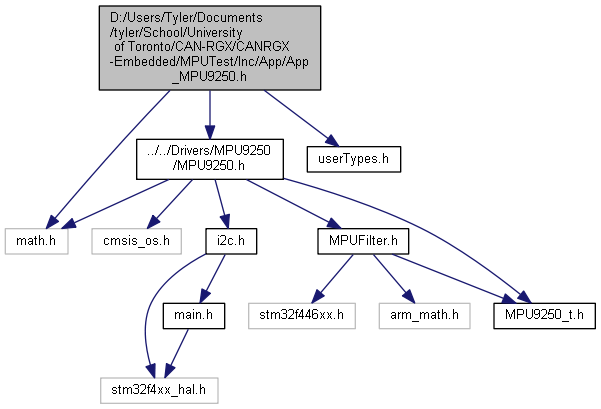 D:/Users/Tyler/Documents
/tyler/School/University
of Toronto/CAN-RGX/CANRGX
-Embedded/MPUTest/Inc/App/App
_MPU9250.h
../../Drivers/MPU9250
/MPU9250.h
userTypes.h
math.h
cmsis_os.h
i2c.h
MPUFilter.h
main.h
stm32f446xx.h
arm_math.h
MPU9250_t.h
stm32f4xx_hal.h